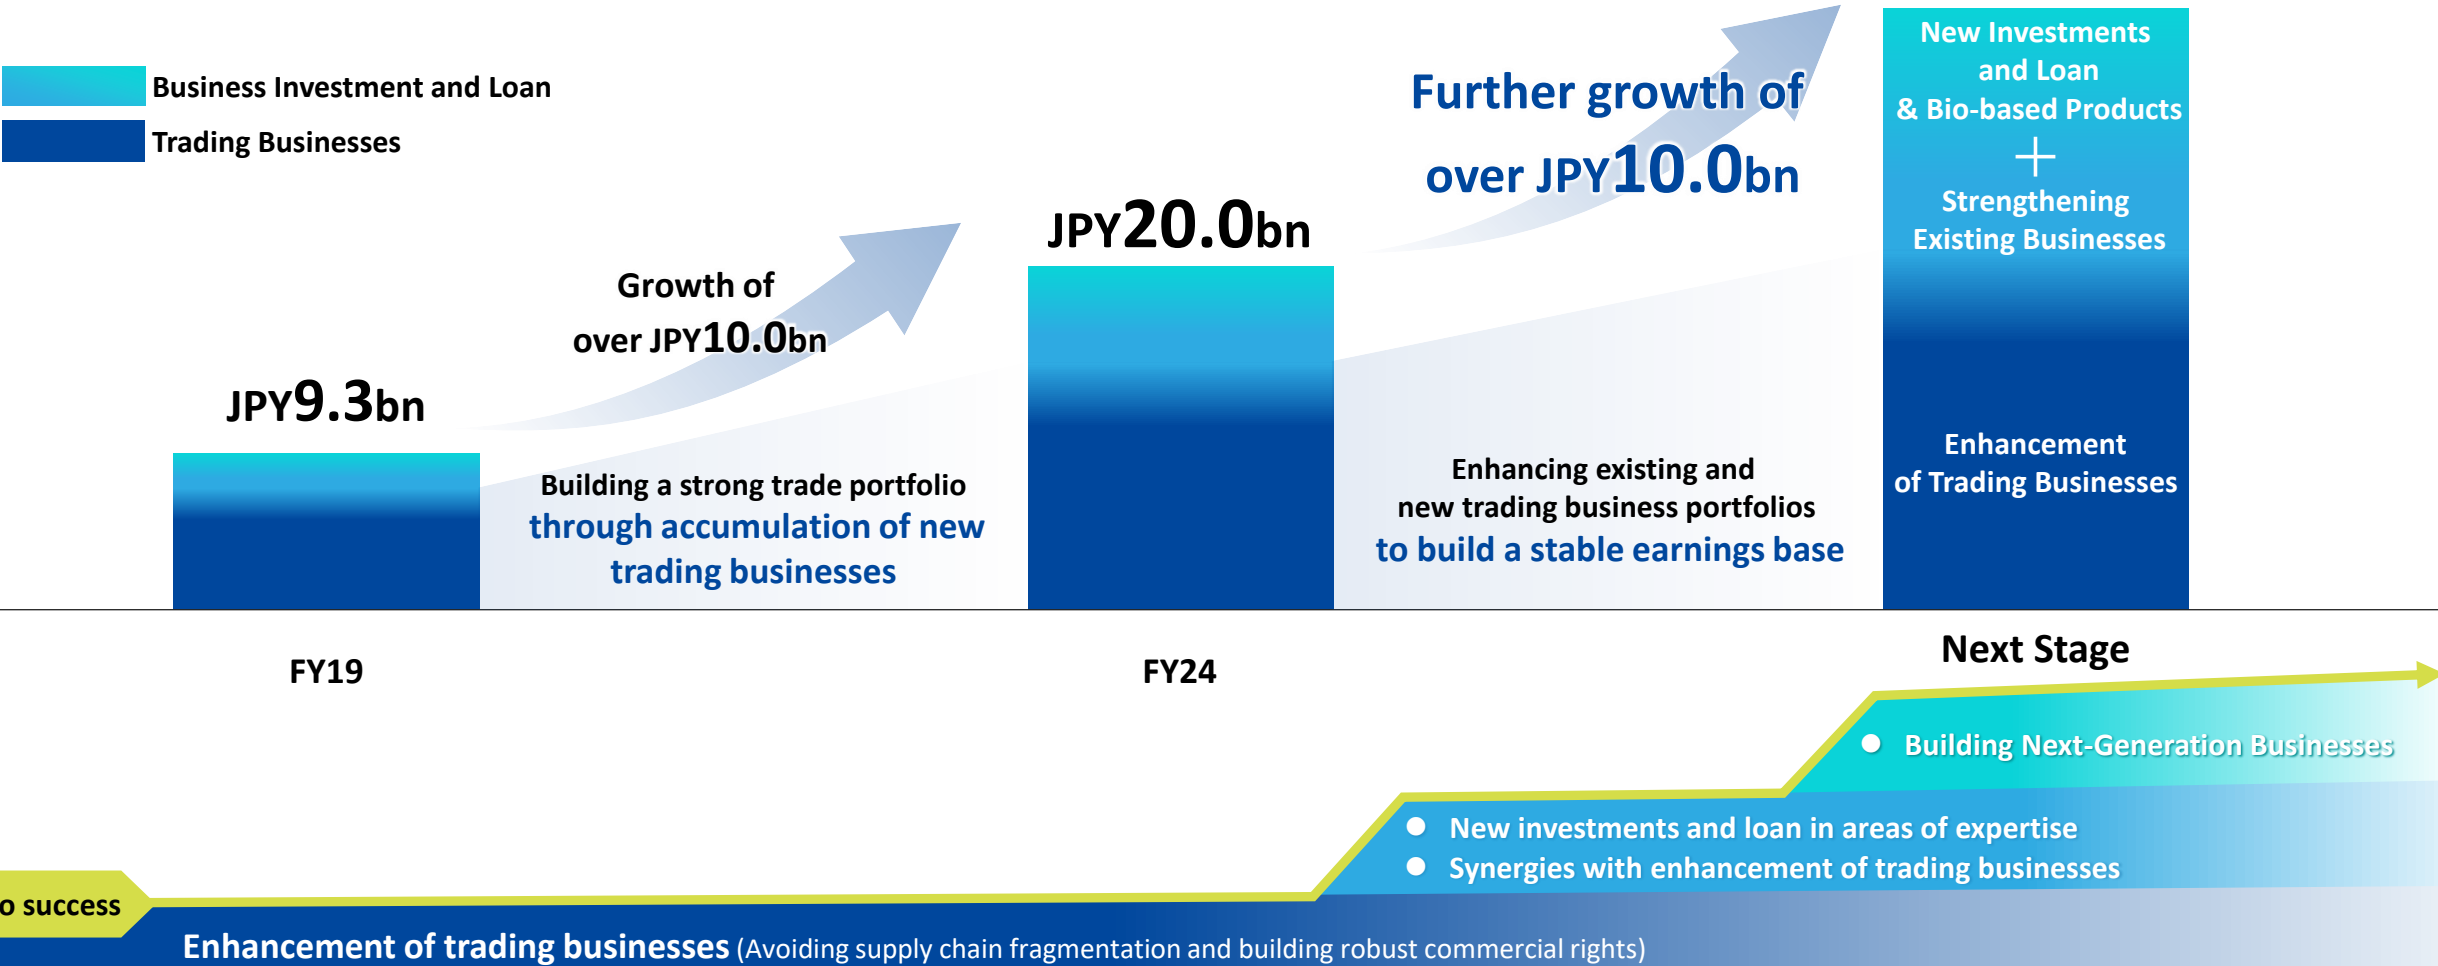 Business Investment and Loan
Trading Businesses
JPY9.3bn
Growth of
over JPY10.0bn
JPY20.0bn
Further growth of
over JPY10.0bn
New Investments
and Loan
& Bio-based Products
+
Strengthening
Existing Businesses
Enhancement
of Trading Businesses
Building a strong trade portfolio
through accumulation of new
trading businesses
Enhancing existing and
new trading business portfolios
to build a stable earnings base
FY19
FY24
Next Stage
● Building Next-Generation Businesses
● New investments and loan in areas of expertise
● Synergies with enhancement of trading businesses
o success
Enhancement of trading businesses (Avoiding supply chain fragmentation and building robust commercial rights)